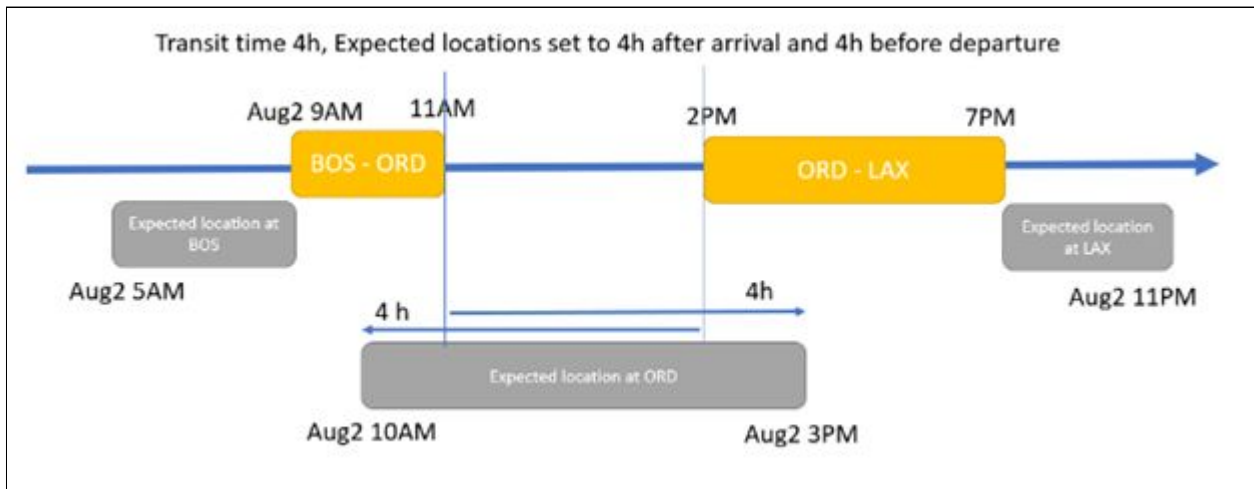 Transit time 4h, Expected locations set to 4h after arrival and 4h before departure
Aug2 9AM
11AM
2PM
7PM
BOS - ORD
ORD - LAX
Expected location at
BOS
Expected location
at LAX
Aug2 5AM
Aug2 11PM
4 h
4h
Expected location at ORD
Aug2 10AM
Aug2 3PM